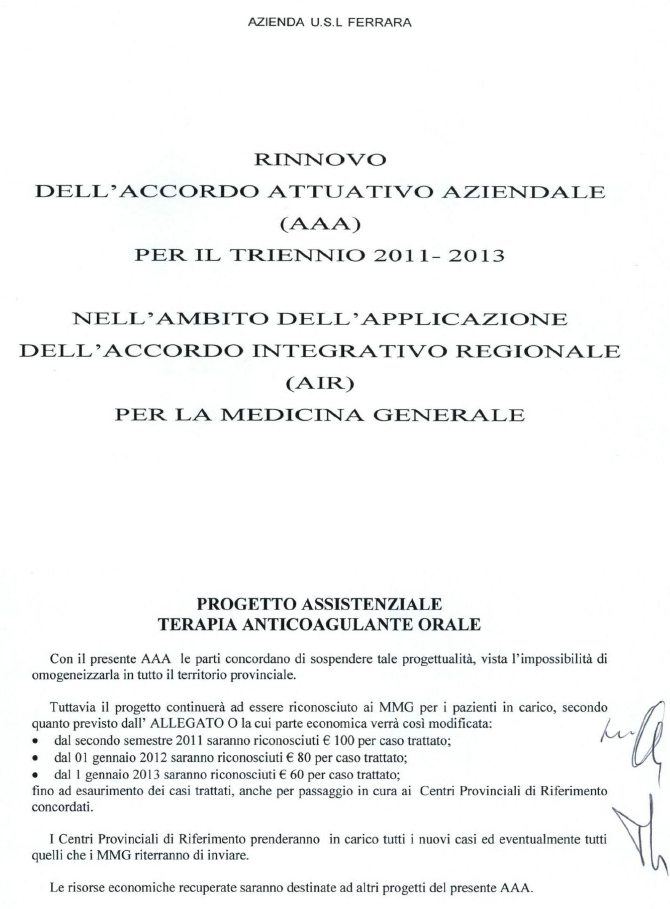 AZIENDA U.S.L FERRARA
RINNOVO
DELL'ACCORDO ATTUATIVO AZIENDALE
(AAA)
PER IL TRIENNIO 2011- 2013
NELL'AMBITO DELL'APPLICAZIONE
DELL'ACCORDO INTEGRATIVO REGIONALE
(AIR)
PER LA MEDICINA GENERALE
PROGETTO ASSISTENZIALE
TERAPIA ANTICOAGULANTE ORALE
Con il presente AAA le parti concordano di sospendere tale progettualità, vista l'impossibilità di
omogeneizzarla in tutto il territorio provinciale.
Tuttavia il progetto continuerà ad essere riconosciuto ai MMG per i pazienti in carico, secondo
quanto previsto dall' ALLEGATO O la cui parte economica verrà così modificata:
• dal secondo semestre 2011 saranno riconosciuti € 100 per caso trattato;
• dal 01 gennaio 2012 saranno riconosciuti € 80 per caso trattato;
• dal 1 gennaio 2013 saranno riconosciuti € 60 per caso trattato;
fino ad esaurimento dei casi trattati, anche per passaggio in cura ai Centri Provinciali di Riferimento
concordati.
I Centri Provinciali di Riferimento prenderanno in carico tutti i nuovi casi ed eventualmente tutti
quelli che i MMG riterranno di inviare.
Le risorse economiche recuperate saranno destinate ad altri progetti del presente AAA.